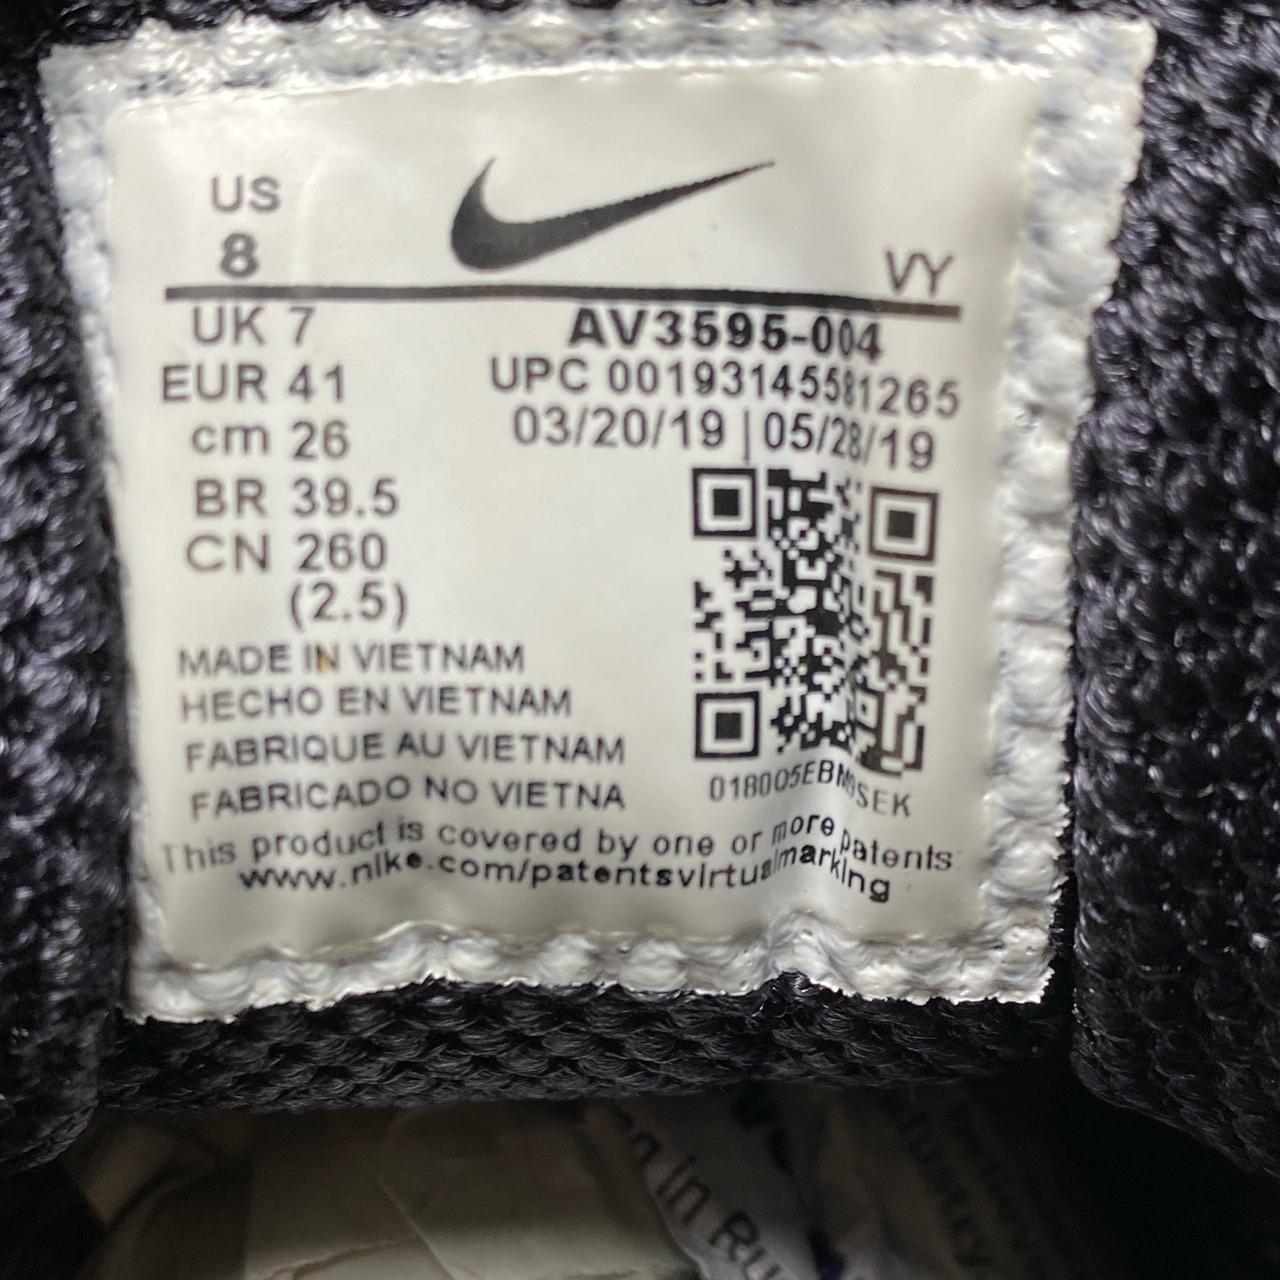 US
8
VY
UK 7
AV3595-004
EUR 41
UPC 00193145581265
cm 26
03/20/19 | 05/28/19
BR 39.5
CN 260
(2.5)
MADE IN VIETNAM
HECHO EN VIETNAM
FABRIQUE AU VIETNAM
FABRICADO NO VIETNA
This product is covered by one or more patents
www.nike.com/patentsvirtualmarking
in